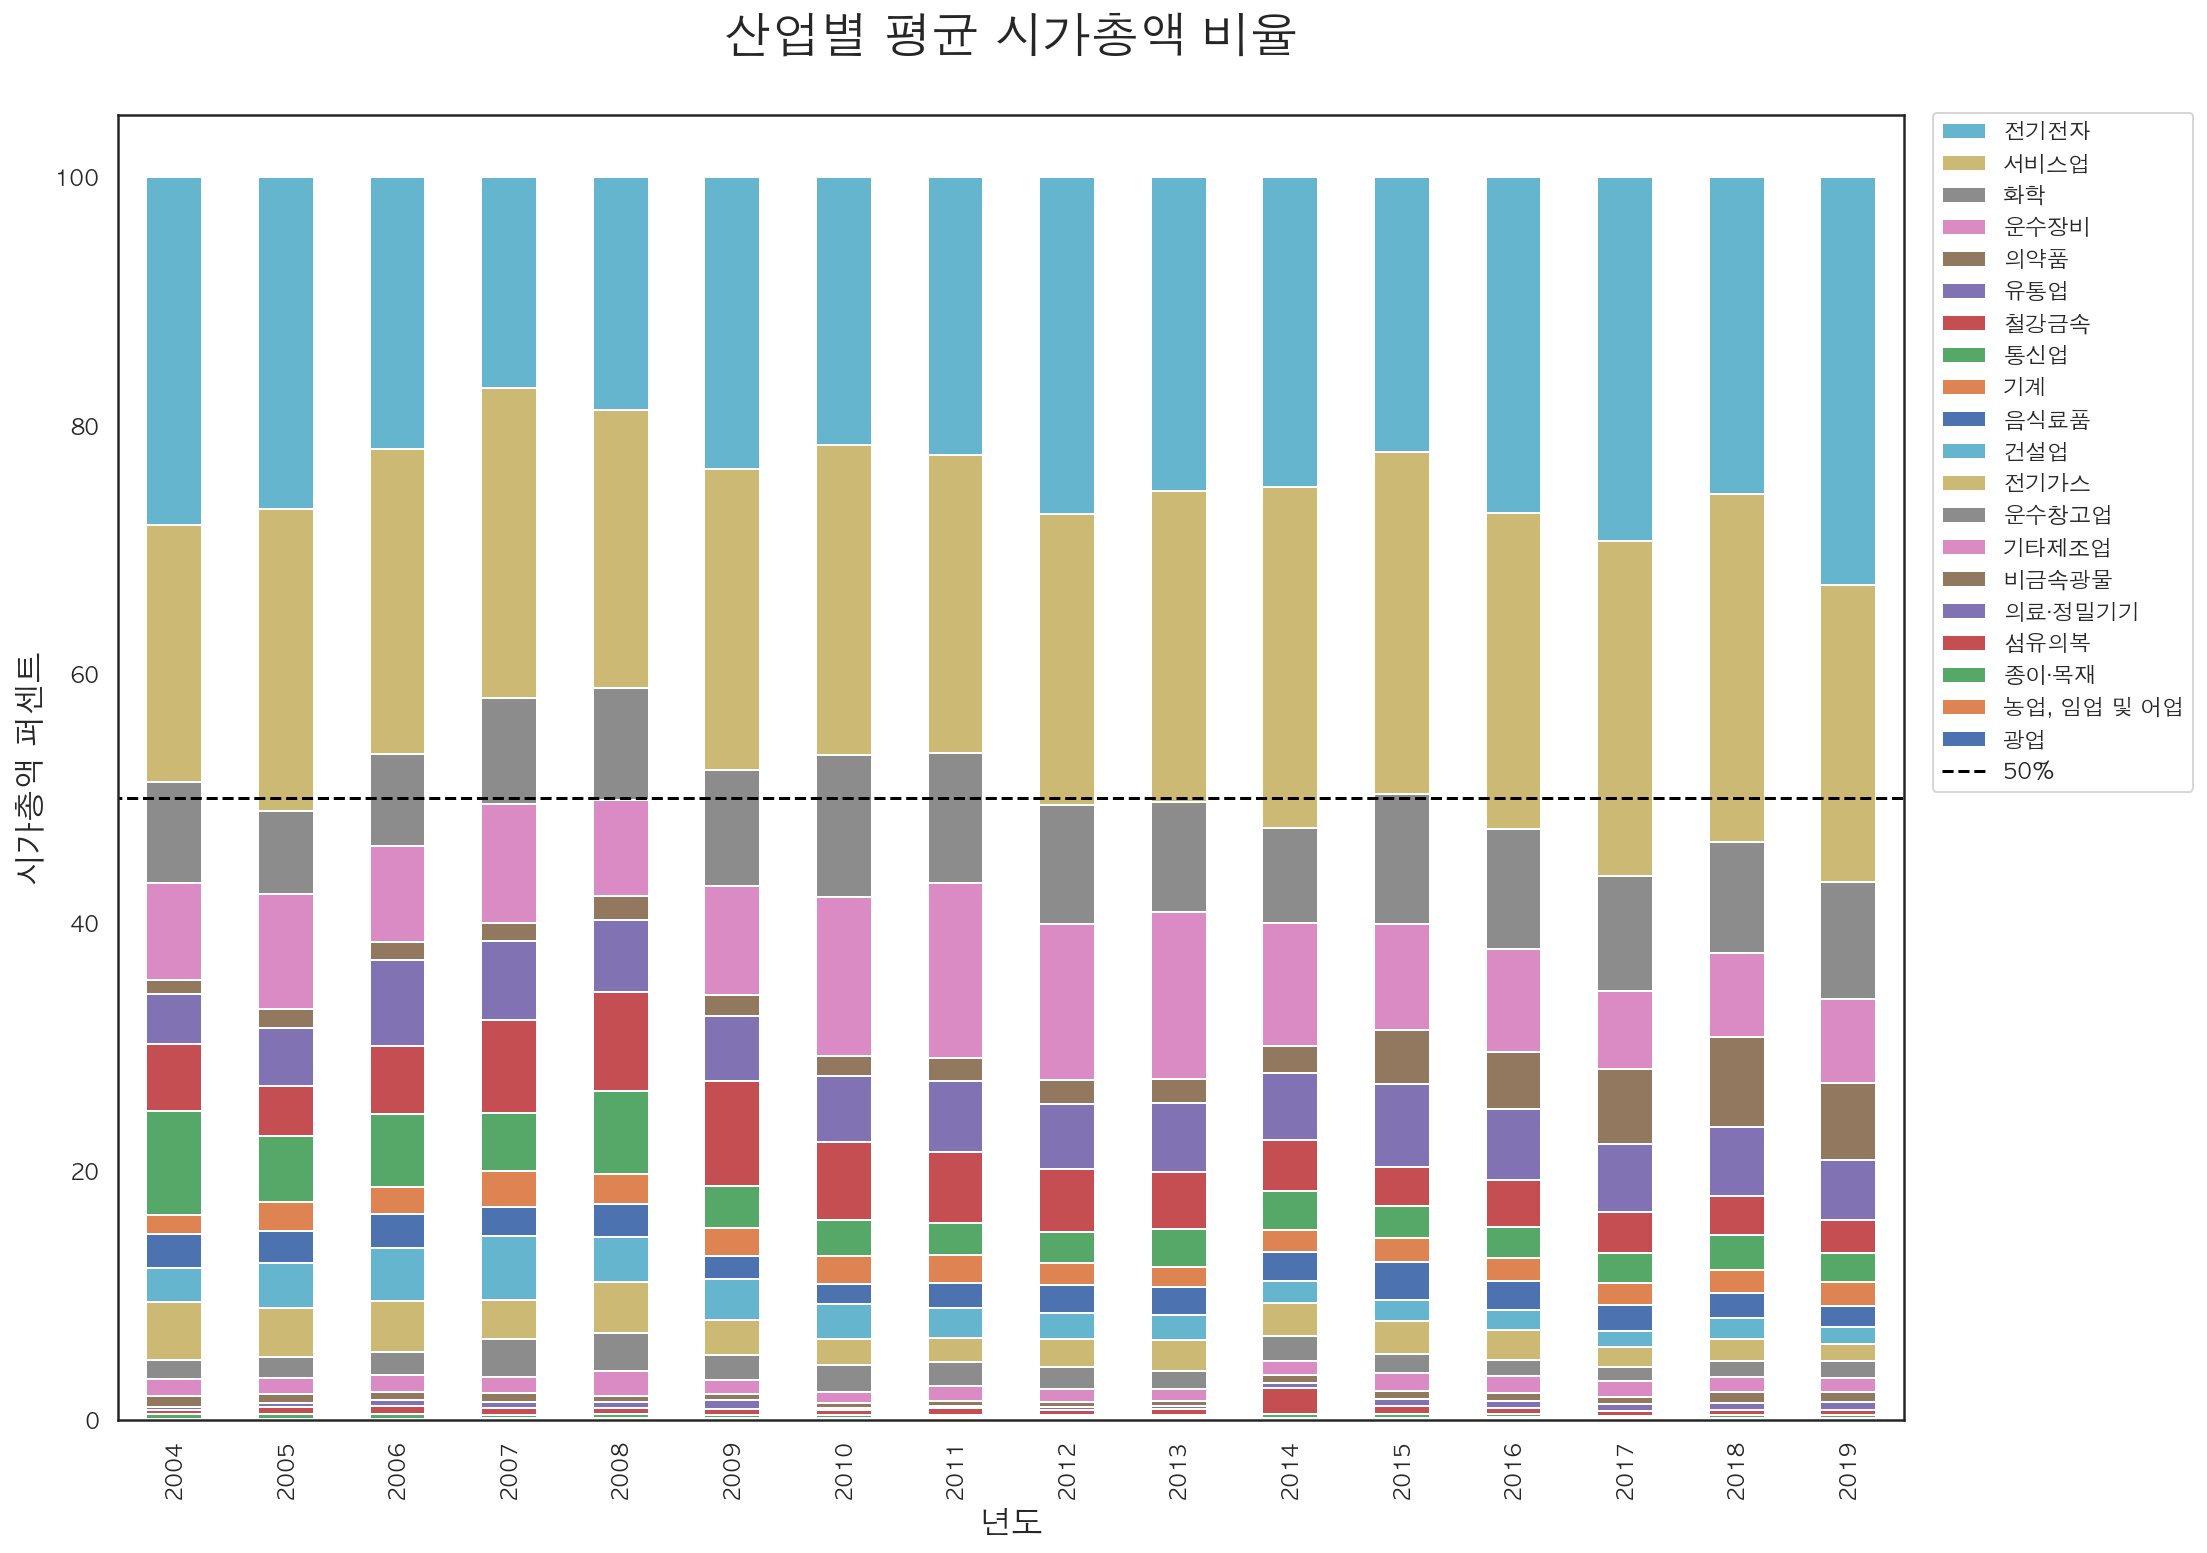 산업별 평균 시가총액 비율
시가총액 퍼센트
100
80
60
40
20
0
2004
2005
2006
2007
2008
2009
2010
2011
2012
2013
2014
2015
2016
2017
2018
2019
년도
전기전자
서비스업
화학
운수장비
의약품
유통업
철강금속
통신업
기계
음식료품
건설업
전기가스
운수창고업
기타제조업
비금속광물
의료·정밀기기
섬유의복
종이·목재
농업, 임업 및 어업
광업
50%